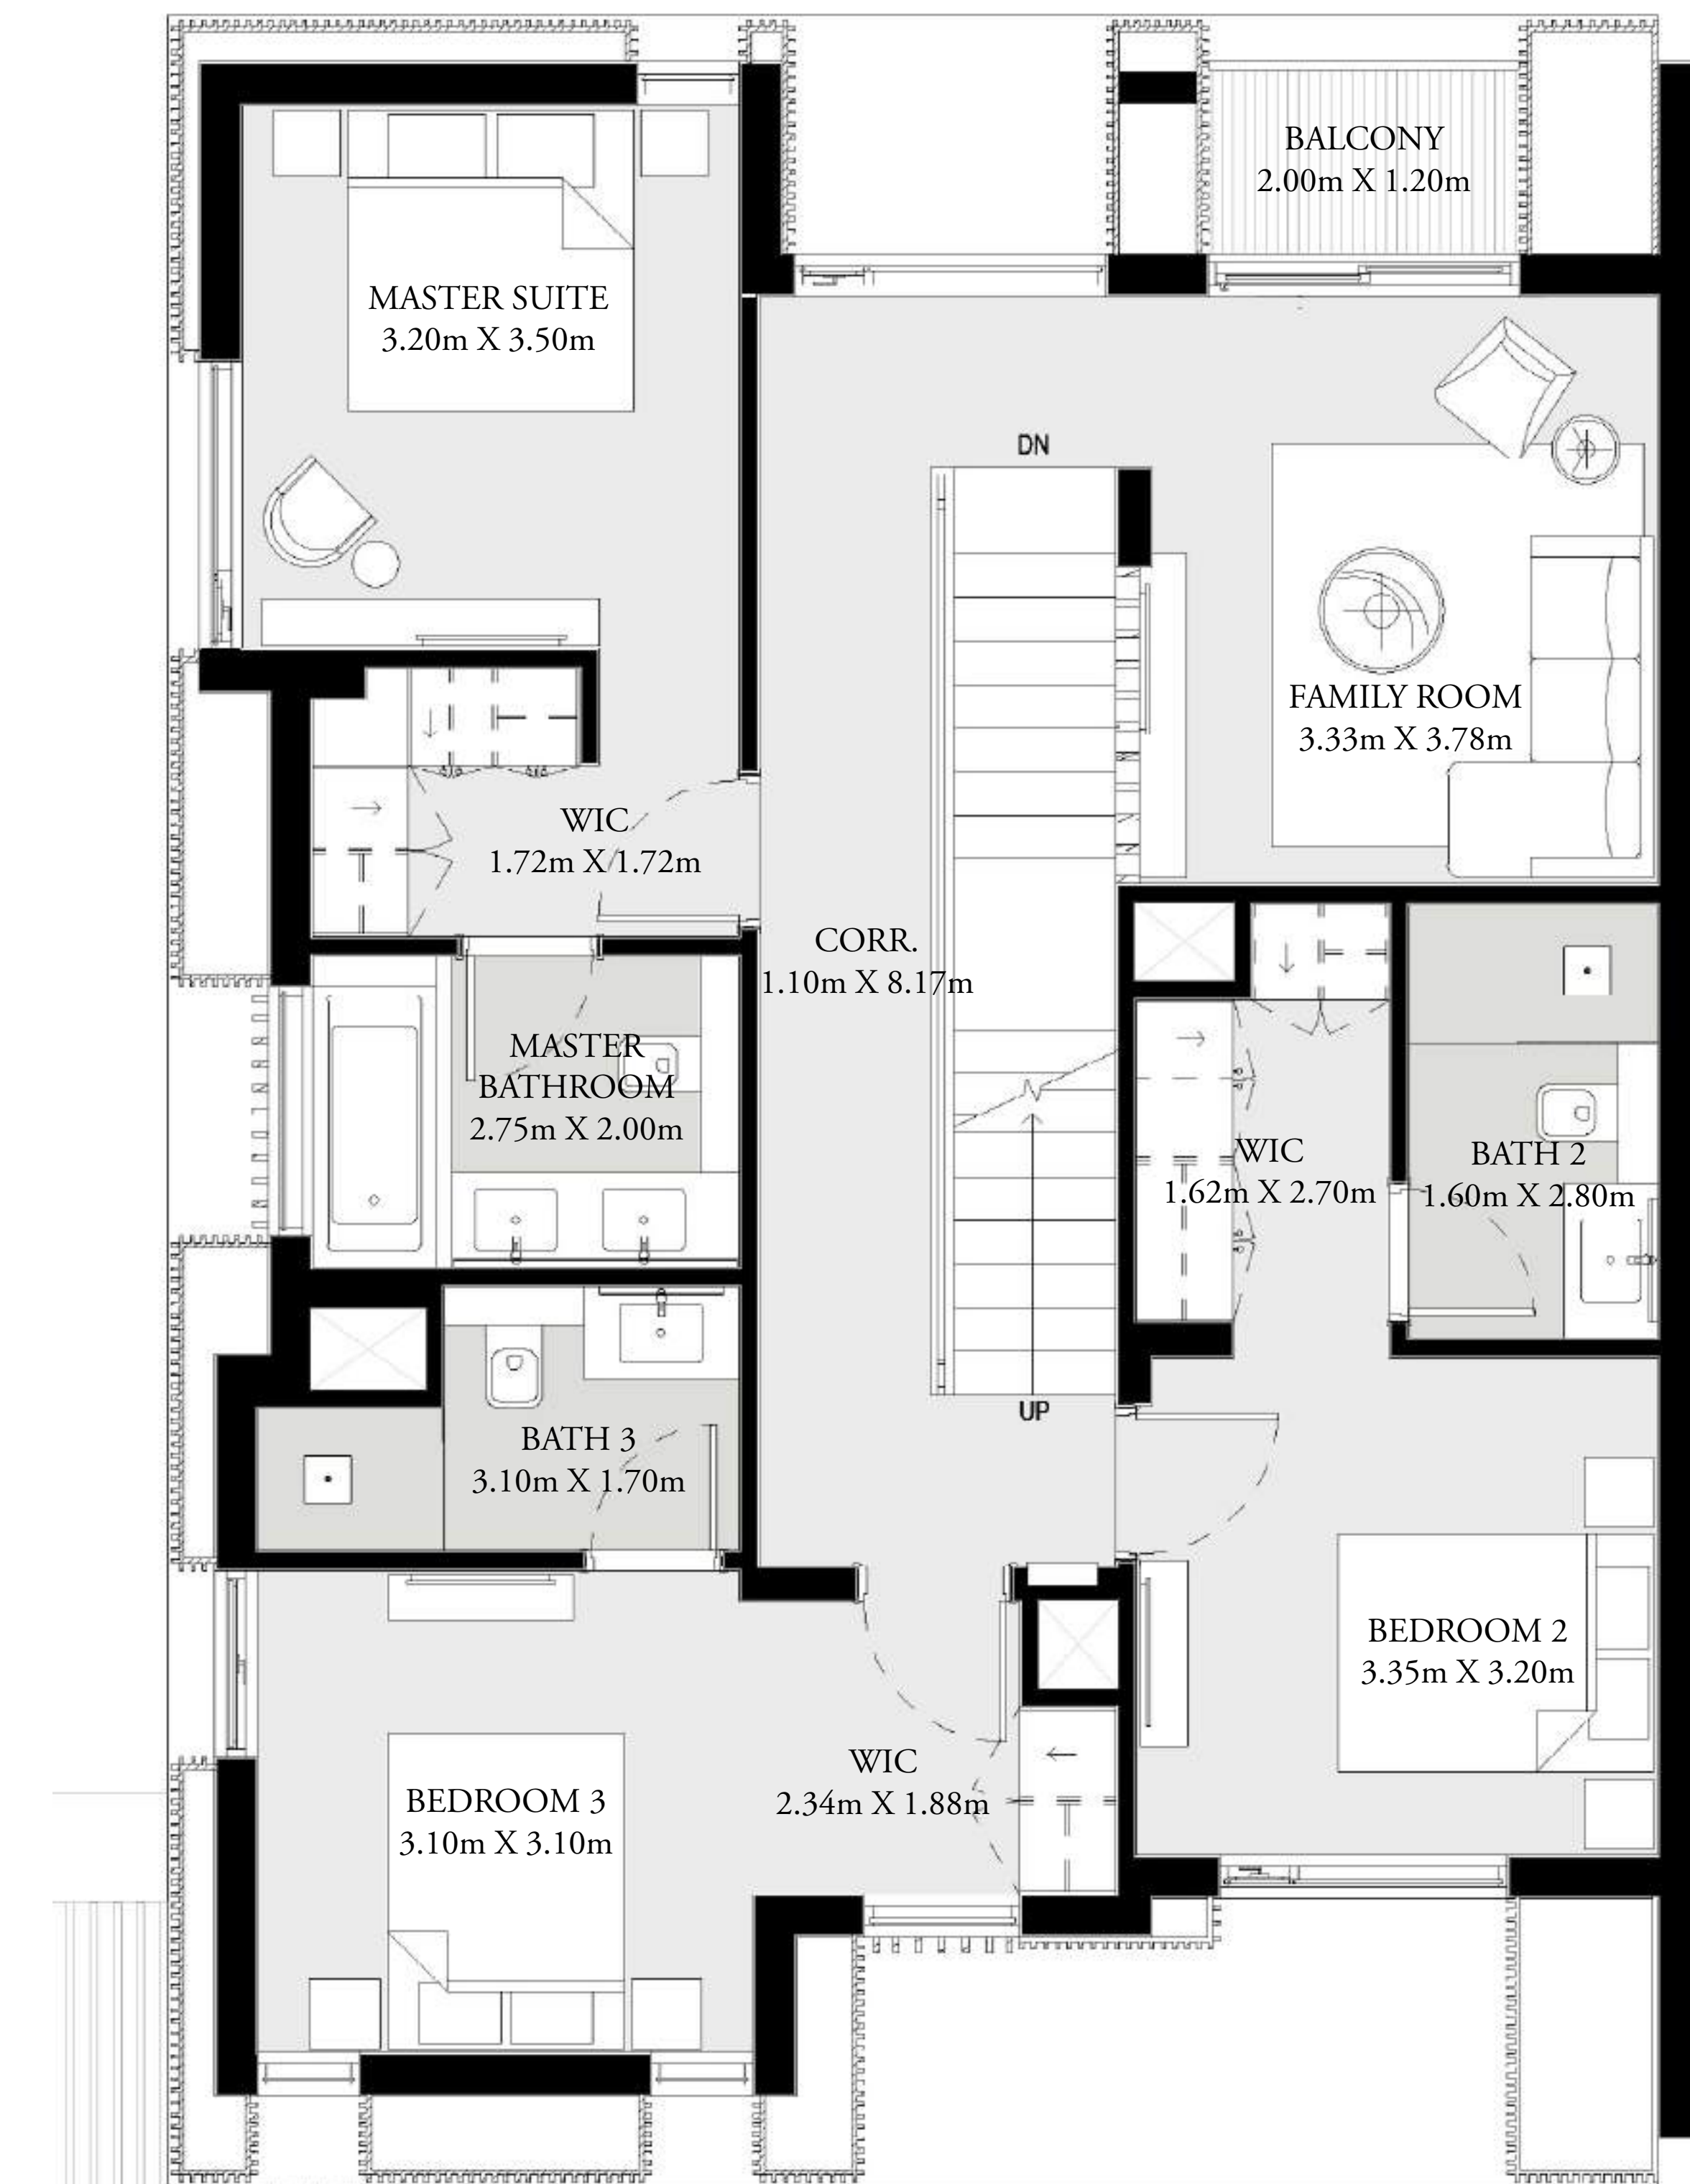 BALCONY
2.00m X 1.20m
MASTER SUITE
3.20m X 3.50m
DN
FAMILY ROOM
3.33m X 3.78m
WIC
1.72m X 1.72m
CORR.
1.10m X 8.17m
MASTER
BATHROOM
2.75m X 2.00m
WIC
1.62m X 2.70m
BATH 2
1.60m X 2.80m
UP
BATH 3
3.10m X 1.70m
BEDROOM 2
3.35m X 3.20m
WIC
2.34m X 1.88m
BEDROOM 3
3.10m X 3.10m